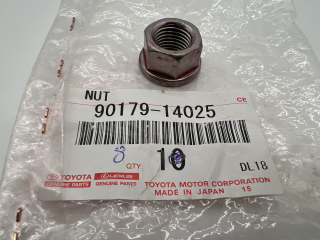 NUT
CE
90179-14025
8
QTY
10
DL18
TOYOTA LEXUS
GENUINE PARTS GENUINE PARTS
TOYOTA MOTOR CORPORATION
MADE IN JAPAN 15